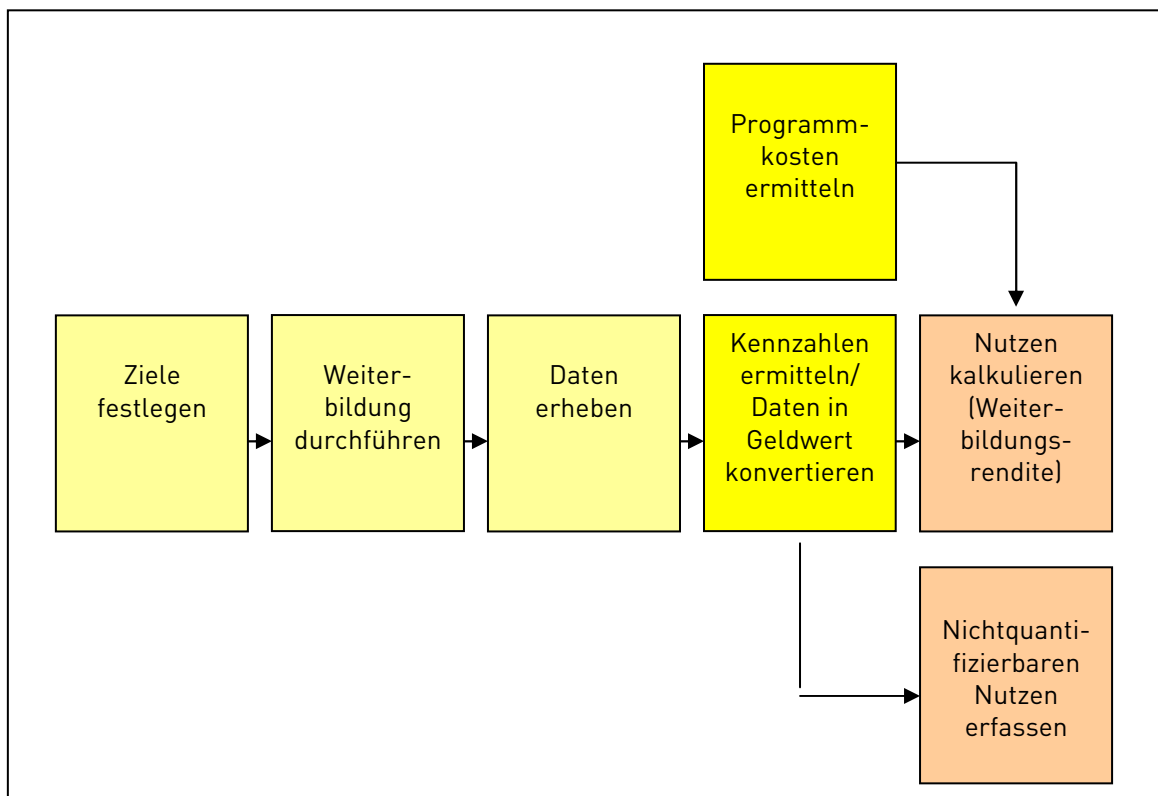 Programm-
kosten
ermitteln
Ziele
festlegen
Weiter-
bildung
durchführen
Daten
erheben
Kennzahlen
ermitteln/
Daten in
Geldwert
konvertieren
Nutzen
kalkulieren
(Weiter-
bildungs-
rendite)
Nichtquanti-
fizierbaren
Nutzen
erfassen